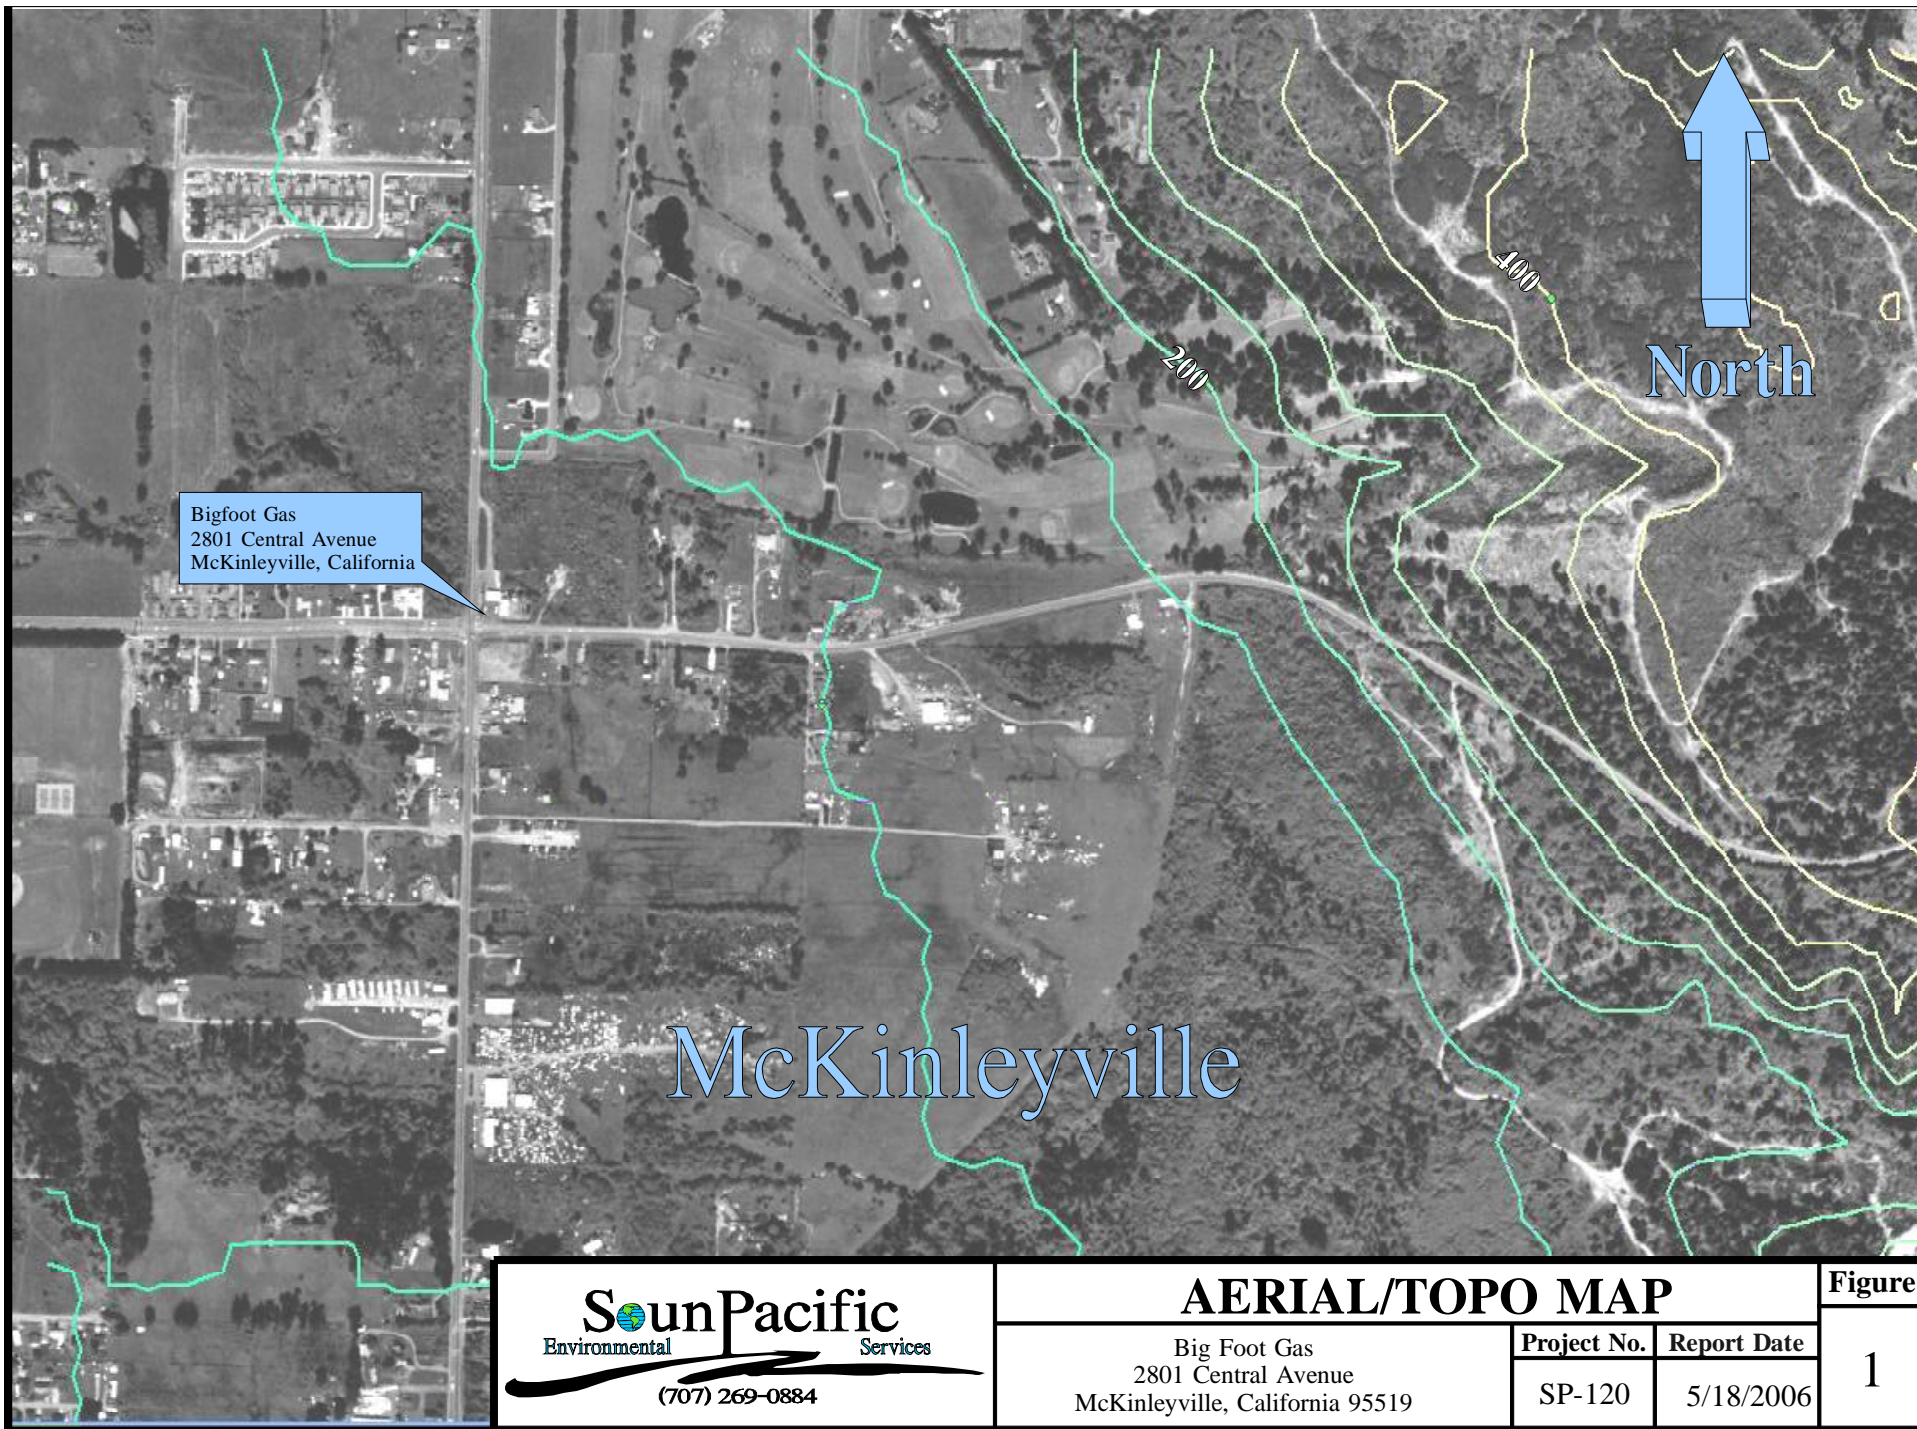 400
North
200
Bigfoot Gas
2801 Central Avenue
McKinleyville, California
McKinleyville
SounPacific
Environmental Services
(707) 269-0884
AERIAL/TOPO MAP
Big Foot Gas
2801 Central Avenue
McKinleyville, California 95519
Project No.
SP-120
Report Date
5/18/2006
Figure
1